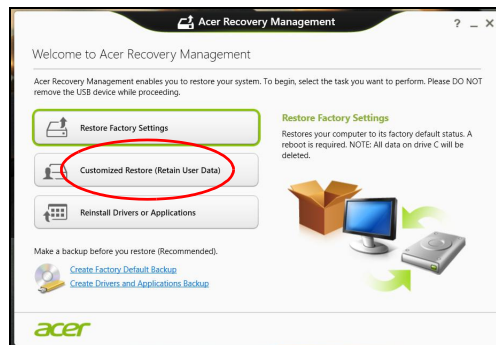 Acer Recovery Management
? _ X
Welcome to Acer Recovery Management
Acer Recovery Management enables you to restore your system. To begin, select the task you want to perform. Please DO NOT
remove the USB device while proceeding.
Restore Factory Settings
Customized Restore (Retain User Data)
Reinstall Drivers or Applications
Restore Factory Settings
Restores your computer to its factory default status. A
reboot is required. NOTE: All data on drive C will be
deleted.
Make a backup before you restore (Recommended).
Create Factory Default Backup
Create Drivers and Applications Backup
acer